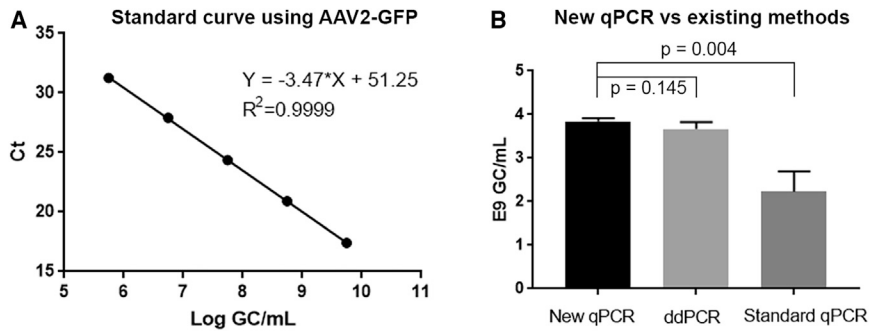 A
Standard curve using AAV2-GFP
35
30
25
20
15
Ct
Y = -3.47*X + 51.25
R²=0.9999
5 6 7 8 9 10 11
Log GC/mL
B
New qPCR vs existing methods
p = 0.004
p = 0.145
5
4
3
2
1
0
E9 GC/mL
New qPCR ddPCR Standard qPCR